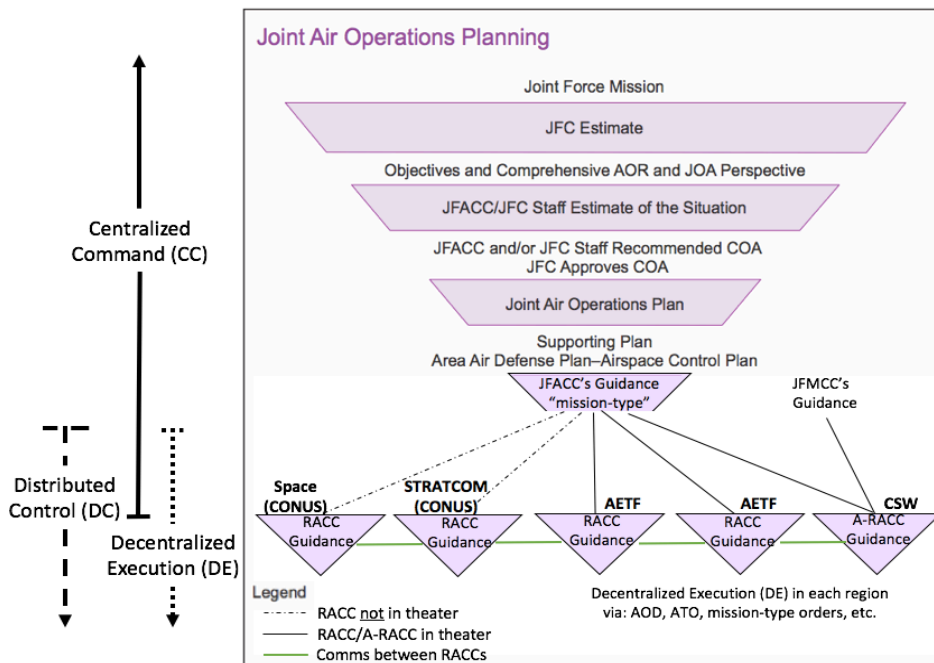 Joint Air Operations Planning
Joint Force Mission
JFC Estimate
Objectives and Comprehensive AOR and JOA Perspective
JFACC/JFC Staff Estimate of the Situation
JFACC and/or JFC Staff Recommended COA
JFC Approves COA
Joint Air Operations Plan
Supporting Plan
Area Air Defense Plan–Airspace Control Plan
JFACC's Guidance
"mission-type"
JFMCC's
Guidance
Centralized
Command (CC)
Distributed
Control (DC)
Decentralized
Execution (DE)
Space
(CONUS)
RACC
Guidance
STRATCOM
(CONUS)
RACC
Guidance
AETF
RACC
Guidance
AETF
RACC
Guidance
CSW
A-RACC
Guidance
Legend
RACC not in theater
RACC/A-RACC in theater
Comms between RACCs
Decentralized Execution (DE) in each region
via: AOD, ATO, mission-type orders, etc.